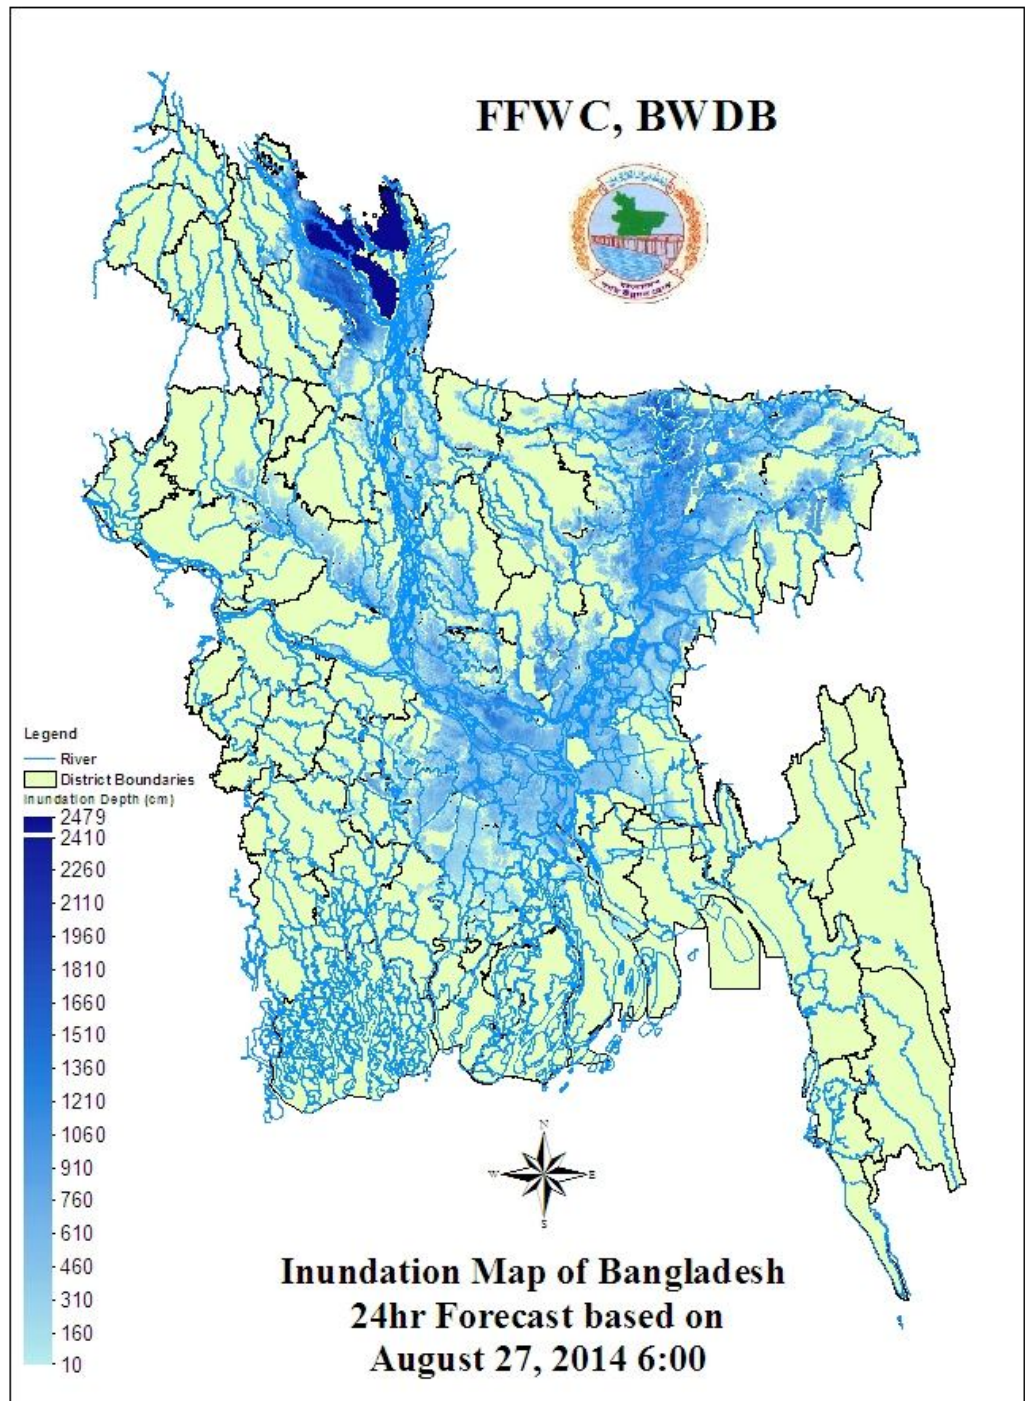 FFWC, BWDB
Legend
River
District Boundaries
Inundation Depth (cm)
2479
2410
2260
2110
1960
1810
1660
1510
1360
1210
1060
910
760
610
460
310
160
10
N
W
E
S
Inundation Map of Bangladesh
24hr Forecast based on
August 27, 2014 6:00